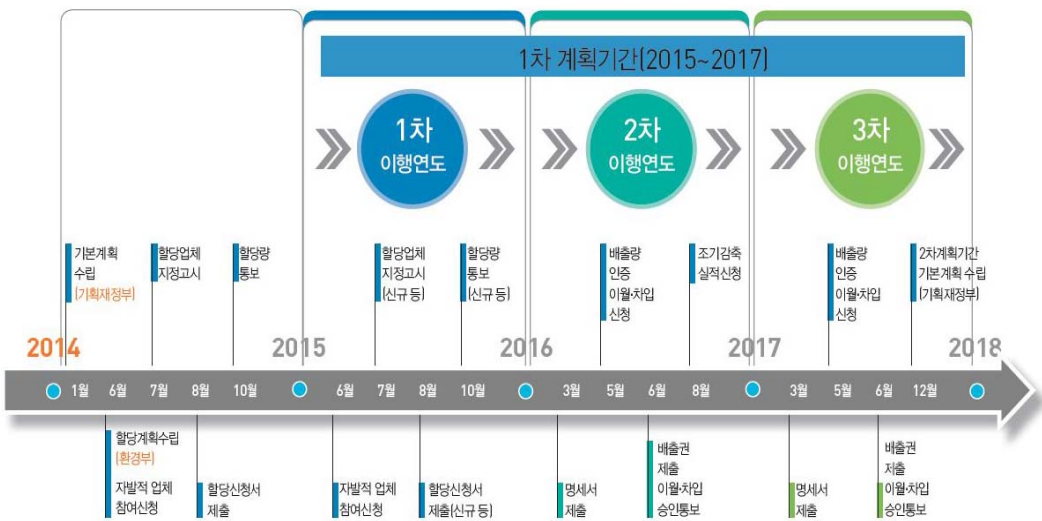 1차 계획기간(2015~2017)
1차
이행연도
2차
이행연도
3차
이행연도
기본계획
수립
(기획재정부)
할당업체
지정고시
할당량
통보
할당업체
지정고시
(신규 등)
할당량
통보
(신규 등)
배출량
인증
이월·차입
신청
조기감축
실적신청
배출량
인증
이월·차입
신청
2차계획기간
기본계획 수립
(기획재정부)
2014
2015
2016
2017
2018
1월 6월 7월 8월 10월 6월 7월 8월 10월 3월 5월 6월 8월 3월 5월 6월 12월
할당계획수립
(환경부)
자발적 업체
참여신청
할당신청서
제출
자발적 업체
참여신청
할당신청서
제출(신규 등)
명세서
제출
배출권
제출
이월·차입
승인통보
명세서
제출
배출권
제출
이월·차입
승인통보